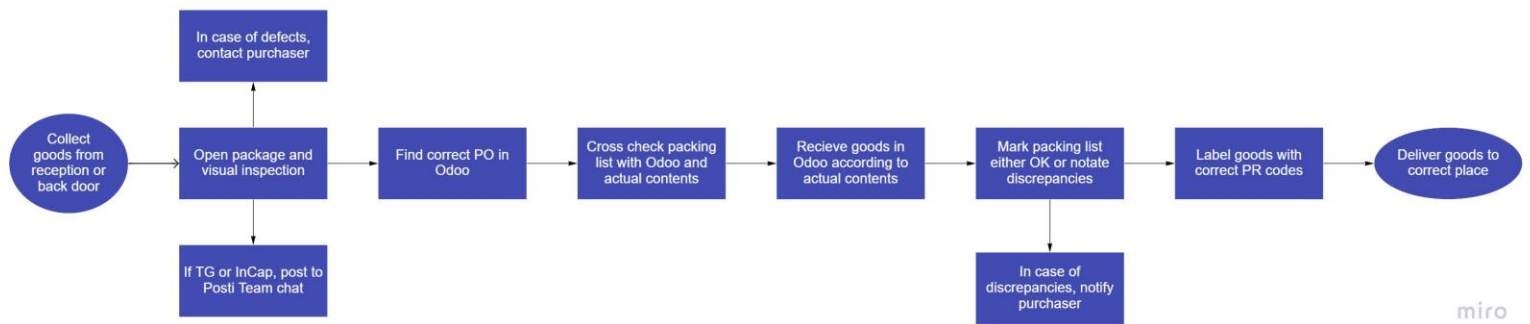 In case of defects,
contact purchaser
Collect
goods from
reception or
back door
Open package and
visual inspection
Find correct PO in
Odoo
Cross check packing
list with Odoo and
actual contents
Recieve goods in
Odoo according to
actual contents
Mark packing list
either OK or notate
discrepancies
Label goods with
correct PR codes
Deliver goods to
correct place
If TG or InCap, post to
Posti Team chat
In case of
discrepancies, notify
purchaser
miro